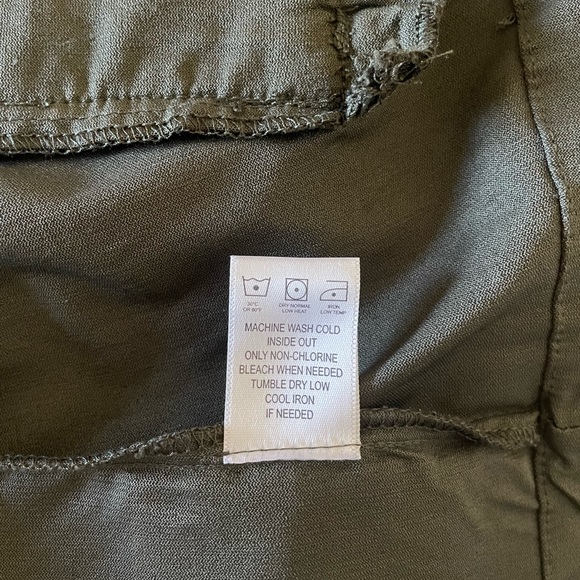 30°C
OR 80°F
DRY NORMAL
LOW HEAT
IRON
LOW TEMP
MACHINE WASH COLD
INSIDE OUT
ONLY NON-CHLORINE
BLEACH WHEN NEEDED
TUMBLE DRY LOW
COOL IRON
IF NEEDED